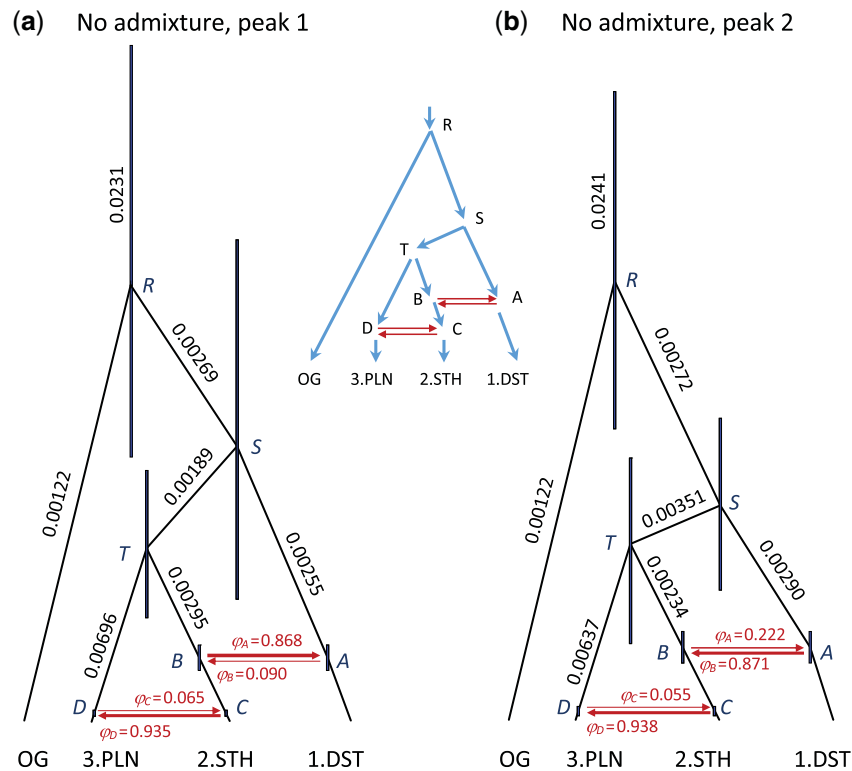 (a) No admixture, peak 1
0.0231
R
0.00269
0.00122
S
0.00189
T
0.00255
0.00295
0.00696
φA=0.868
B
A
φB=0.090
D
φC=0.065
C
φD=0.935
OG 3.PLN 2.STH 1.DST
R
S
T
B
A
D
C
OG 3.PLN 2.STH 1.DST
(b) No admixture, peak 2
0.0241
R
0.00272
0.00122
S
0.00351
T
0.00290
0.00234
0.00637
φA=0.222
B
A
φB=0.871
D
φC=0.055
C
φD=0.938
OG 3.PLN 2.STH 1.DST